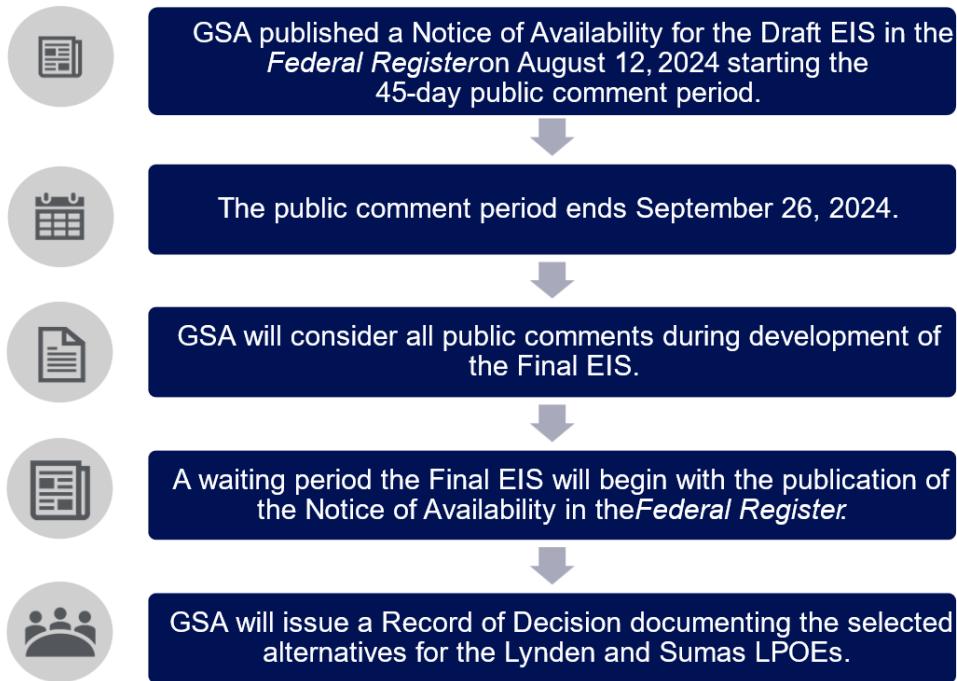 GSA published a Notice of Availability for the Draft EIS in the
Federal Registeron August 12, 2024 starting the
45-day public comment period.
The public comment period ends September 26, 2024.
GSA will consider all public comments during development of
the Final EIS.
A waiting period the Final EIS will begin with the publication of
the Notice of Availability in theFederal Register.
GSA will issue a Record of Decision documenting the selected
alternatives for the Lynden and Sumas LPOEs.